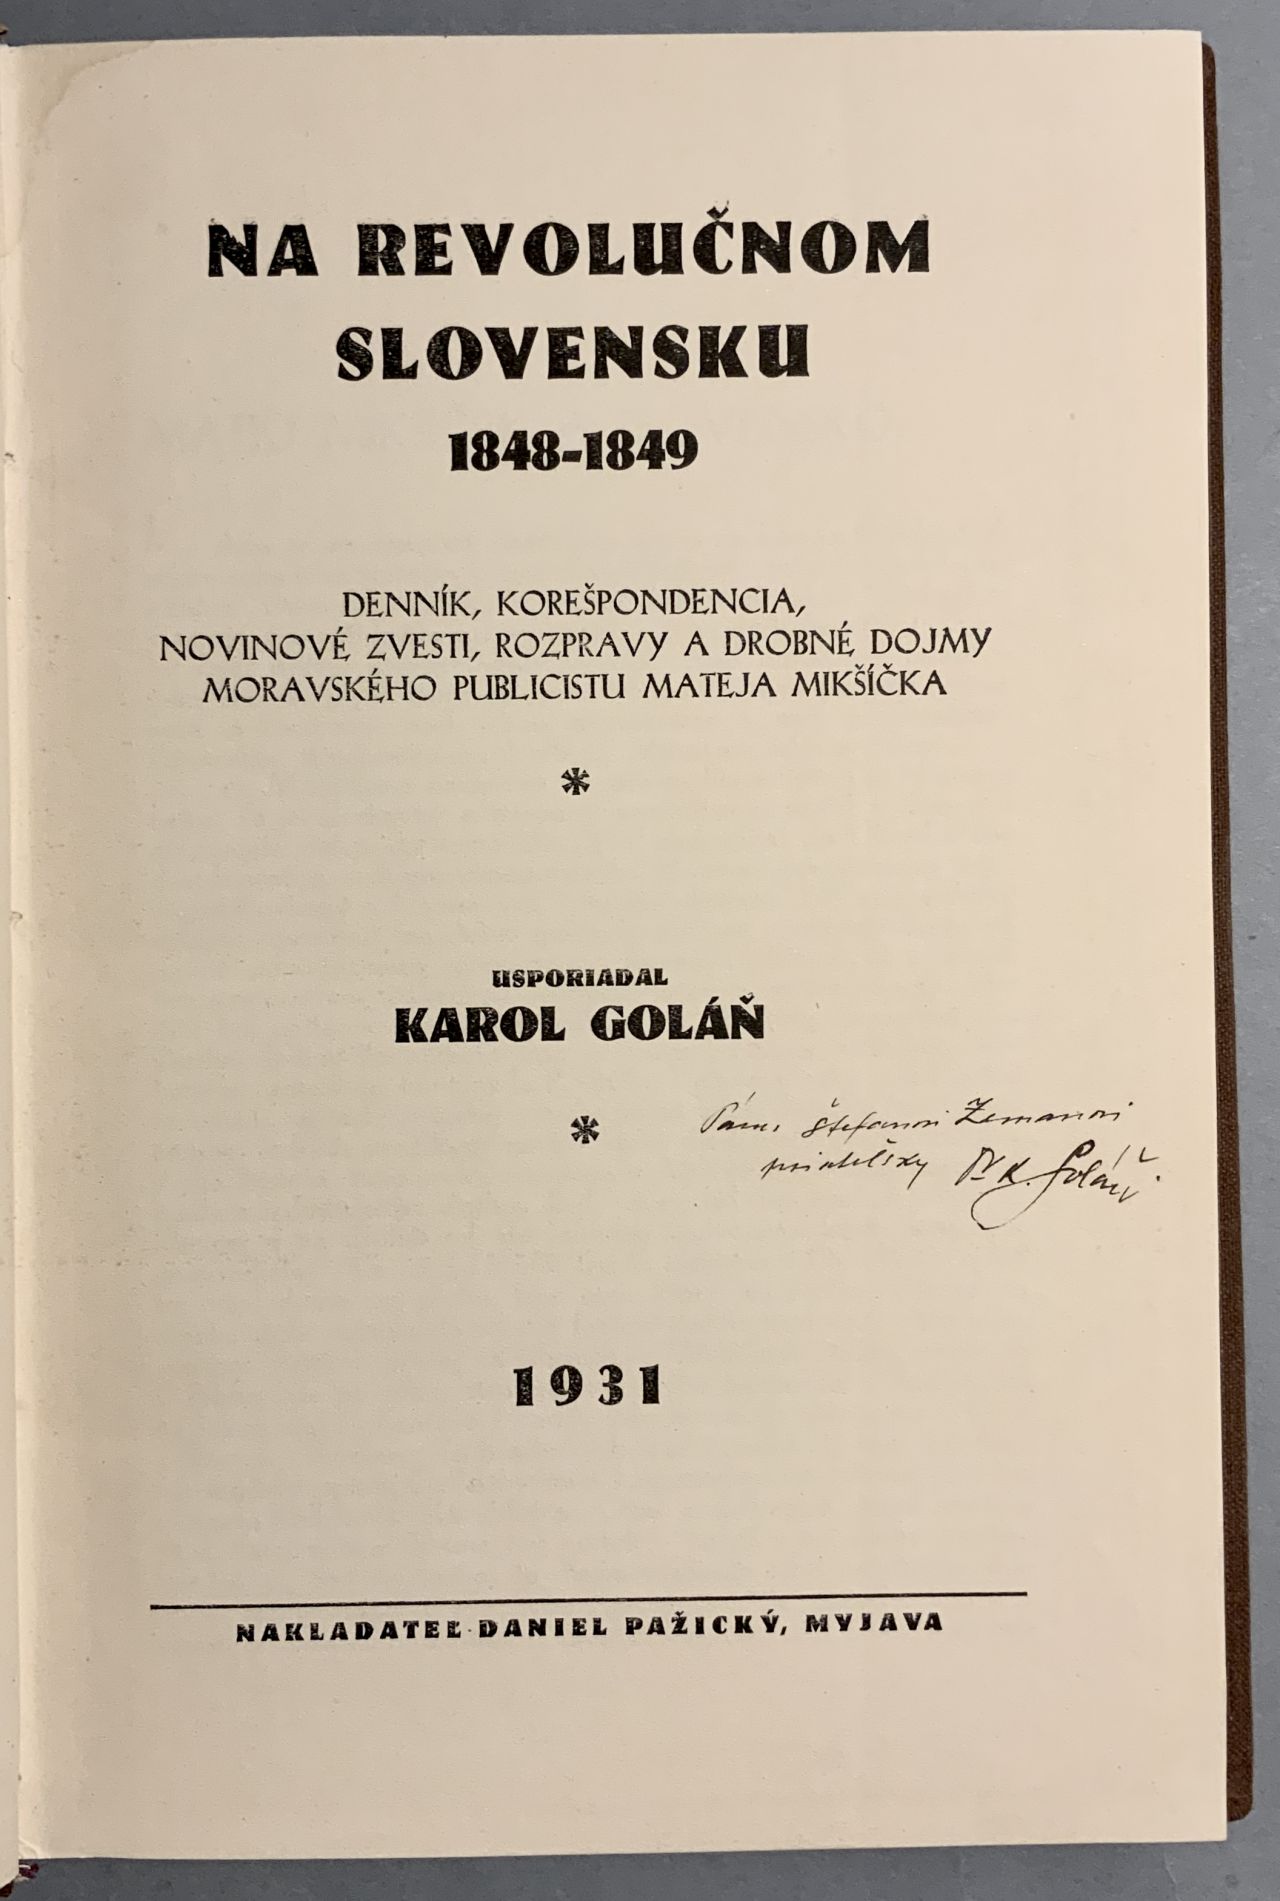 NA REVOLUČNOM
SLOVENSKU
1848-1849
DENNÍK, KOREŠPONDENCIA,
NOVINOVÉ ZVESTI, ROZPRAVY A DROBNÉ DOJMY
MORAVSKÉHO PUBLICISTU MATEJA MIKŠÍČKA
*
USPORIADAL
KAROL GOLÁŇ
*
Štefanovi Zemanovi
priateľsky Dr K. Goláň
1931
NAKLADATEĽ DANIEL PAŽICKÝ, MYJAVA